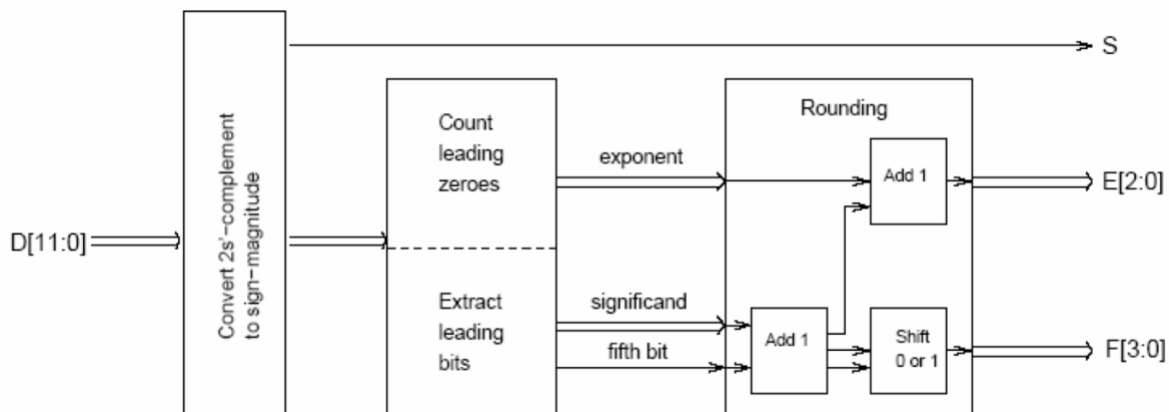 Convert 2s'-complement
to sign-magnitude
S
Count
leading
zeroes
exponent
Rounding
Add 1
E[2:0]
D[11:0]
Extract
leading
bits
significand
fifth bit
Add 1
Shift
0 or 1
F[3:0]